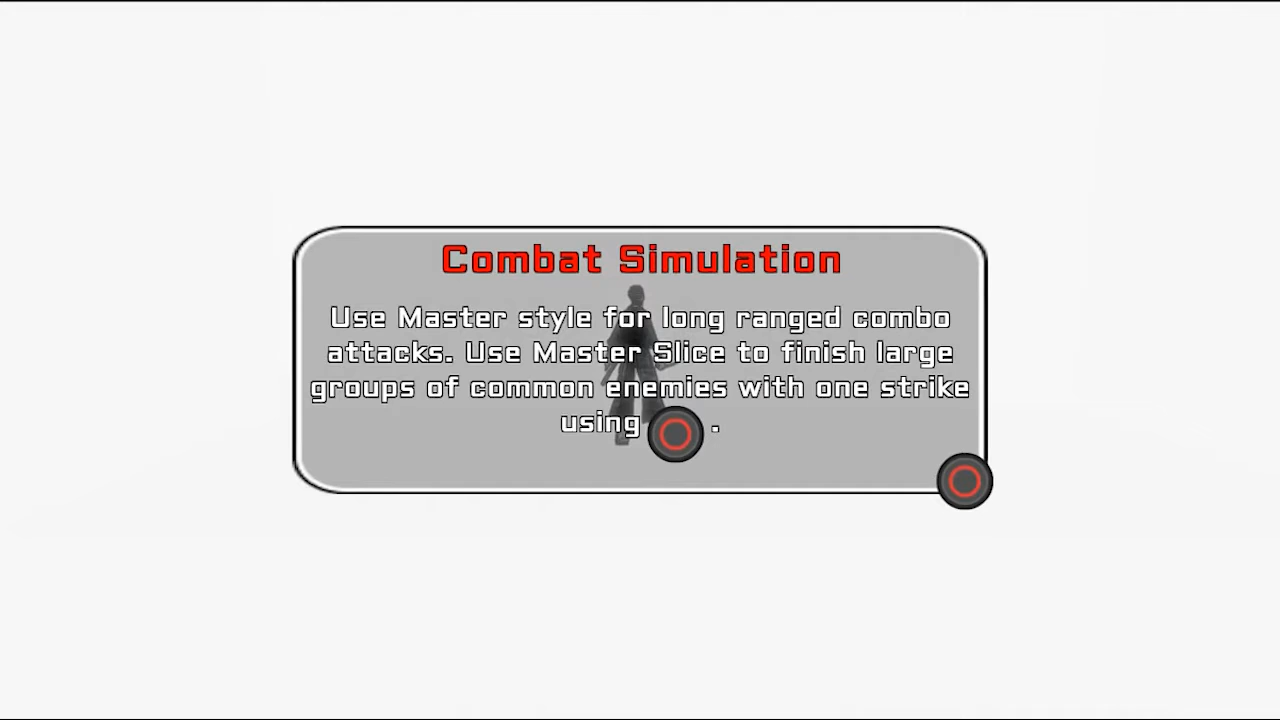 Combat Simulation
Use Master style for long ranged combo
attacks. Use Master Slice to finish large
groups of common enemies with one strike
using .